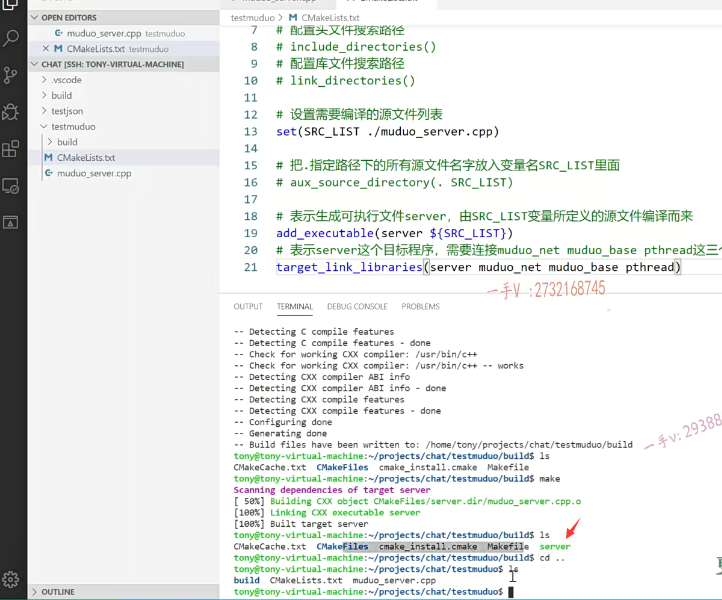 OPEN EDITORS
muduo_server.cpp testmuduo
CMakeLists.txt testmuduo
CHAT [SSH: TONY-VIRTUAL-MACHINE]
.vscode
build
testjson
testmuduo
build
CMakeLists.txt
muduo_server.cpp
OUTLINE
testmuduo > CMakeLists.txt
7 # 配置头文件搜索路径
8 # include_directories()
9 # 配置库文件搜索路径
10 # link_directories()
11
12 # 设置需要编译的源文件列表
13 set(SRC_LIST ./muduo_server.cpp)
14
15 # 把.指定路径下的所有源文件名字放入变量名SRC_LIST里面
16 # aux_source_directory(. SRC_LIST)
17
18 # 表示生成可执行文件server，由SRC_LIST变量所定义的源文件编译而来
19 add_executable(server ${SRC_LIST})
20 # 表示server这个目标程序，需要连接muduo_net muduo_base pthread这三
21 target_link_libraries(server muduo_net muduo_base pthread)
一手V :2732168745
OUTPUT TERMINAL DEBUG CONSOLE PROBLEMS
-- Detecting C compile features
-- Detecting C compile features - done
-- Check for working CXX compiler: /usr/bin/c++
-- Check for working CXX compiler: /usr/bin/c++ -- works
-- Detecting CXX compiler ABI info
-- Detecting CXX compiler ABI info - done
-- Detecting CXX compile features
-- Detecting CXX compile features - done
-- Configuring done
-- Generating done
-- Build files have been written to: /home/tony/projects/chat/testmuduo/build
一手v:29388
tony@tony-virtual-machine:~/projects/chat/testmuduo/build$ ls
CMakeCache.txt CMakeFiles cmake_install.cmake Makefile
tony@tony-virtual-machine:~/projects/chat/testmuduo/build$ make
Scanning dependencies of target server
[ 50%] Building CXX object CMakeFiles/server.dir/muduo_server.cpp.o
[100%] Linking CXX executable server
[100%] Built target server
tony@tony-virtual-machine:~/projects/chat/testmuduo/build$ ls
CMakeCache.txt CMakeFiles cmake_install.cmake Makefile server
tony@tony-virtual-machine:~/projects/chat/testmuduo/build$ cd ..
tony@tony-virtual-machine:~/projects/chat/testmuduo$ ls
build CMakeLists.txt muduo_server.cpp
tony@tony-virtual-machine:~/projects/chat/testmuduo$